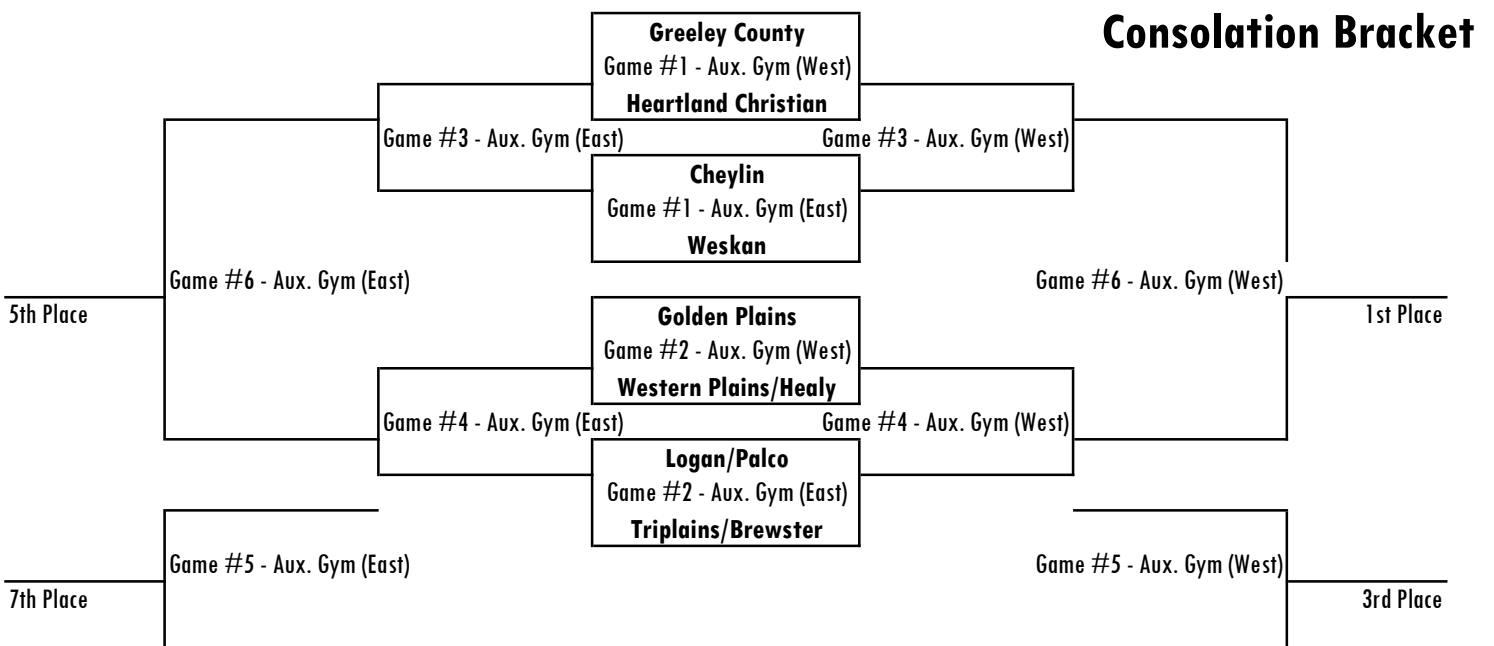 Consolation Bracket
Greeley County
Game #1 - Aux. Gym (West)
Heartland Christian
Game #3 - Aux. Gym (East)
Game #3 - Aux. Gym (West)
Cheylin
Game #1 - Aux. Gym (East)
Weskan
Game #6 - Aux. Gym (East)
Game #6 - Aux. Gym (West)
5th Place
1st Place
Golden Plains
Game #2 - Aux. Gym (West)
Western Plains/Healy
Game #4 - Aux. Gym (East)
Game #4 - Aux. Gym (West)
Logan/Palco
Game #2 - Aux. Gym (East)
Triplains/Brewster
Game #5 - Aux. Gym (East)
Game #5 - Aux. Gym (West)
7th Place
3rd Place